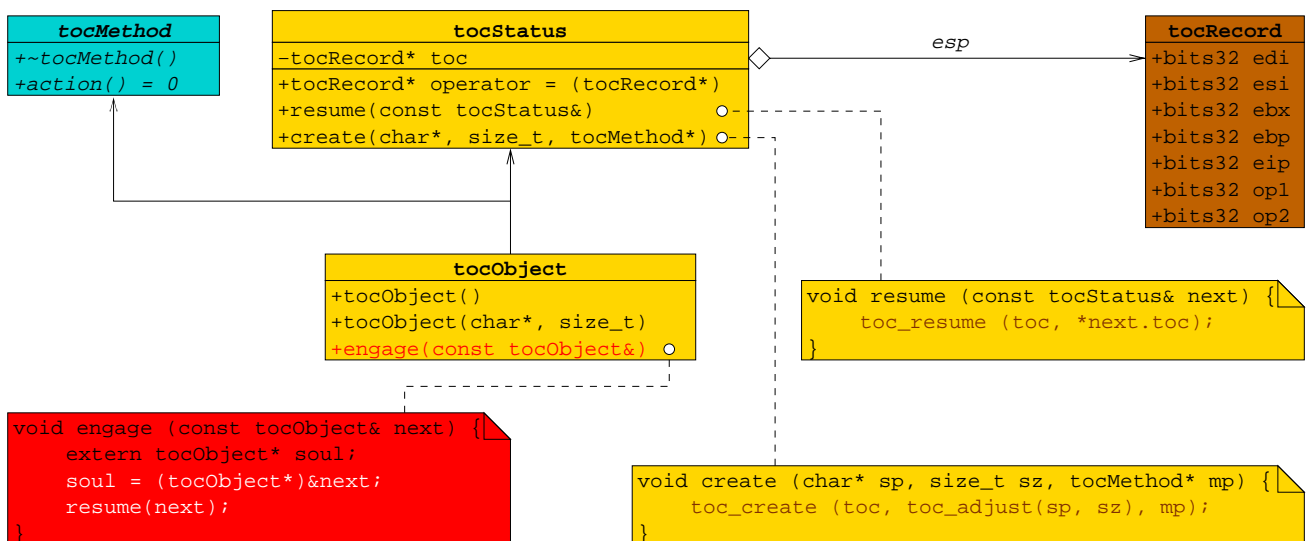 tocMethod
+~tocMethod()
+action() = 0
tocStatus
-tocRecord* toc
+tocRecord* operator = (tocRecord*)
+resume(const tocStatus&)
+create(char*, size_t, tocMethod*)
esp
tocRecord
+bits32 edi
+bits32 esi
+bits32 ebx
+bits32 ebp
+bits32 eip
+bits32 op1
+bits32 op2
tocObject
+tocObject()
+tocObject(char*, size_t)
+engage(const tocObject&)
void resume (const tocStatus& next) {
toc_resume (toc, *next.toc);
}
void engage (const tocObject& next) {
extern tocObject* soul;
soul = (tocObject*)&next;
resume(next);
}
void create (char* sp, size_t sz, tocMethod* mp) {
toc_create (toc, toc_adjust(sp, sz), mp);
}